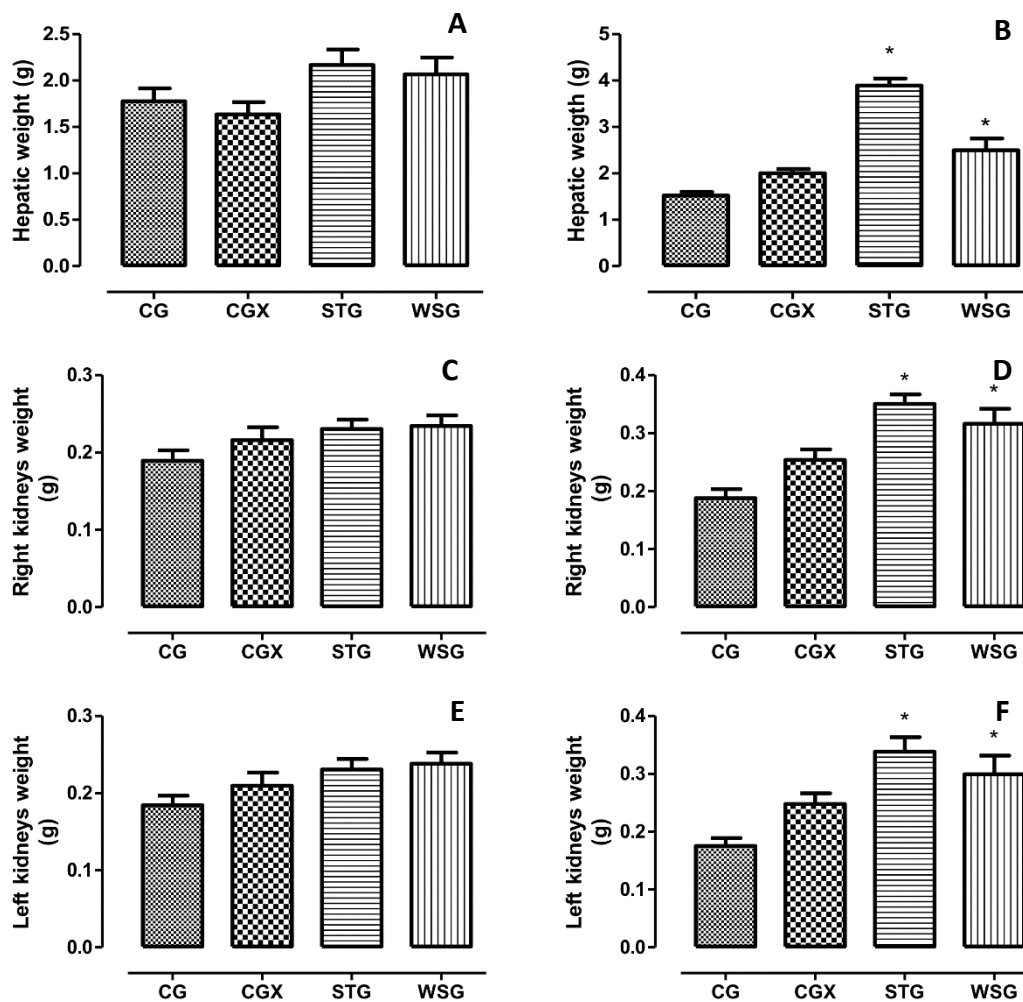 A
Hepatic weight (g)
2.5
2.0
1.5
1.0
0.5
0.0
CG CGX STG WSG
B
Hepatic weigth (g)
5
4
3
2
1
0
*
*
CG CGX STG WSG
C
Right kidneys weight
(g)
0.3
0.2
0.1
0.0
CG CGX STG WSG
D
Right kidneys weight
(g)
0.4
0.3
0.2
0.1
0.0
*
*
CG CGX STG WSG
E
Left kidneys weight
(g)
0.3
0.2
0.1
0.0
CG CGX STG WSG
F
Left kidney weight
(g)
0.4
0.3
0.2
0.1
0.0
*
*
CG CGX STG WSG